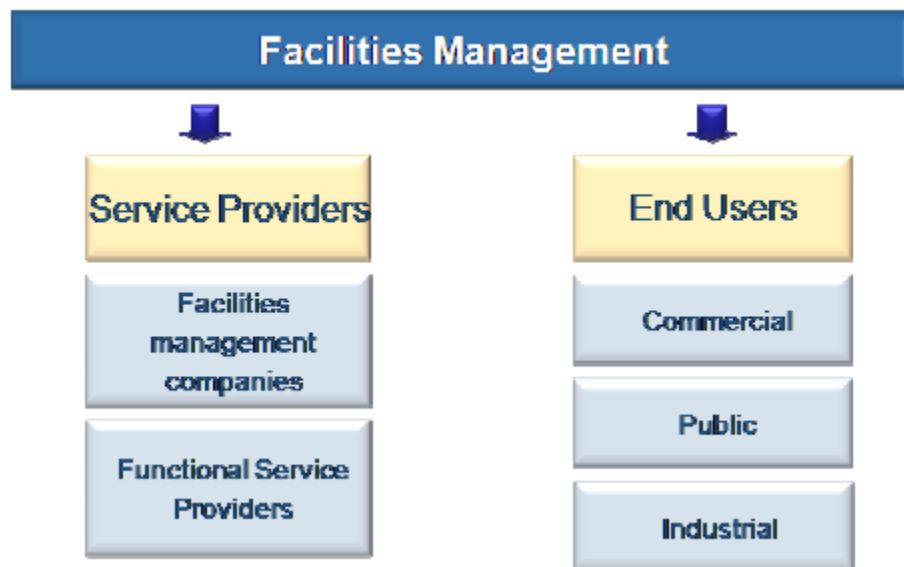 Facilities Management
Service Providers
Facilities
management
companies
Functional Service
Providers
End Users
Commercial
Public
Industrial